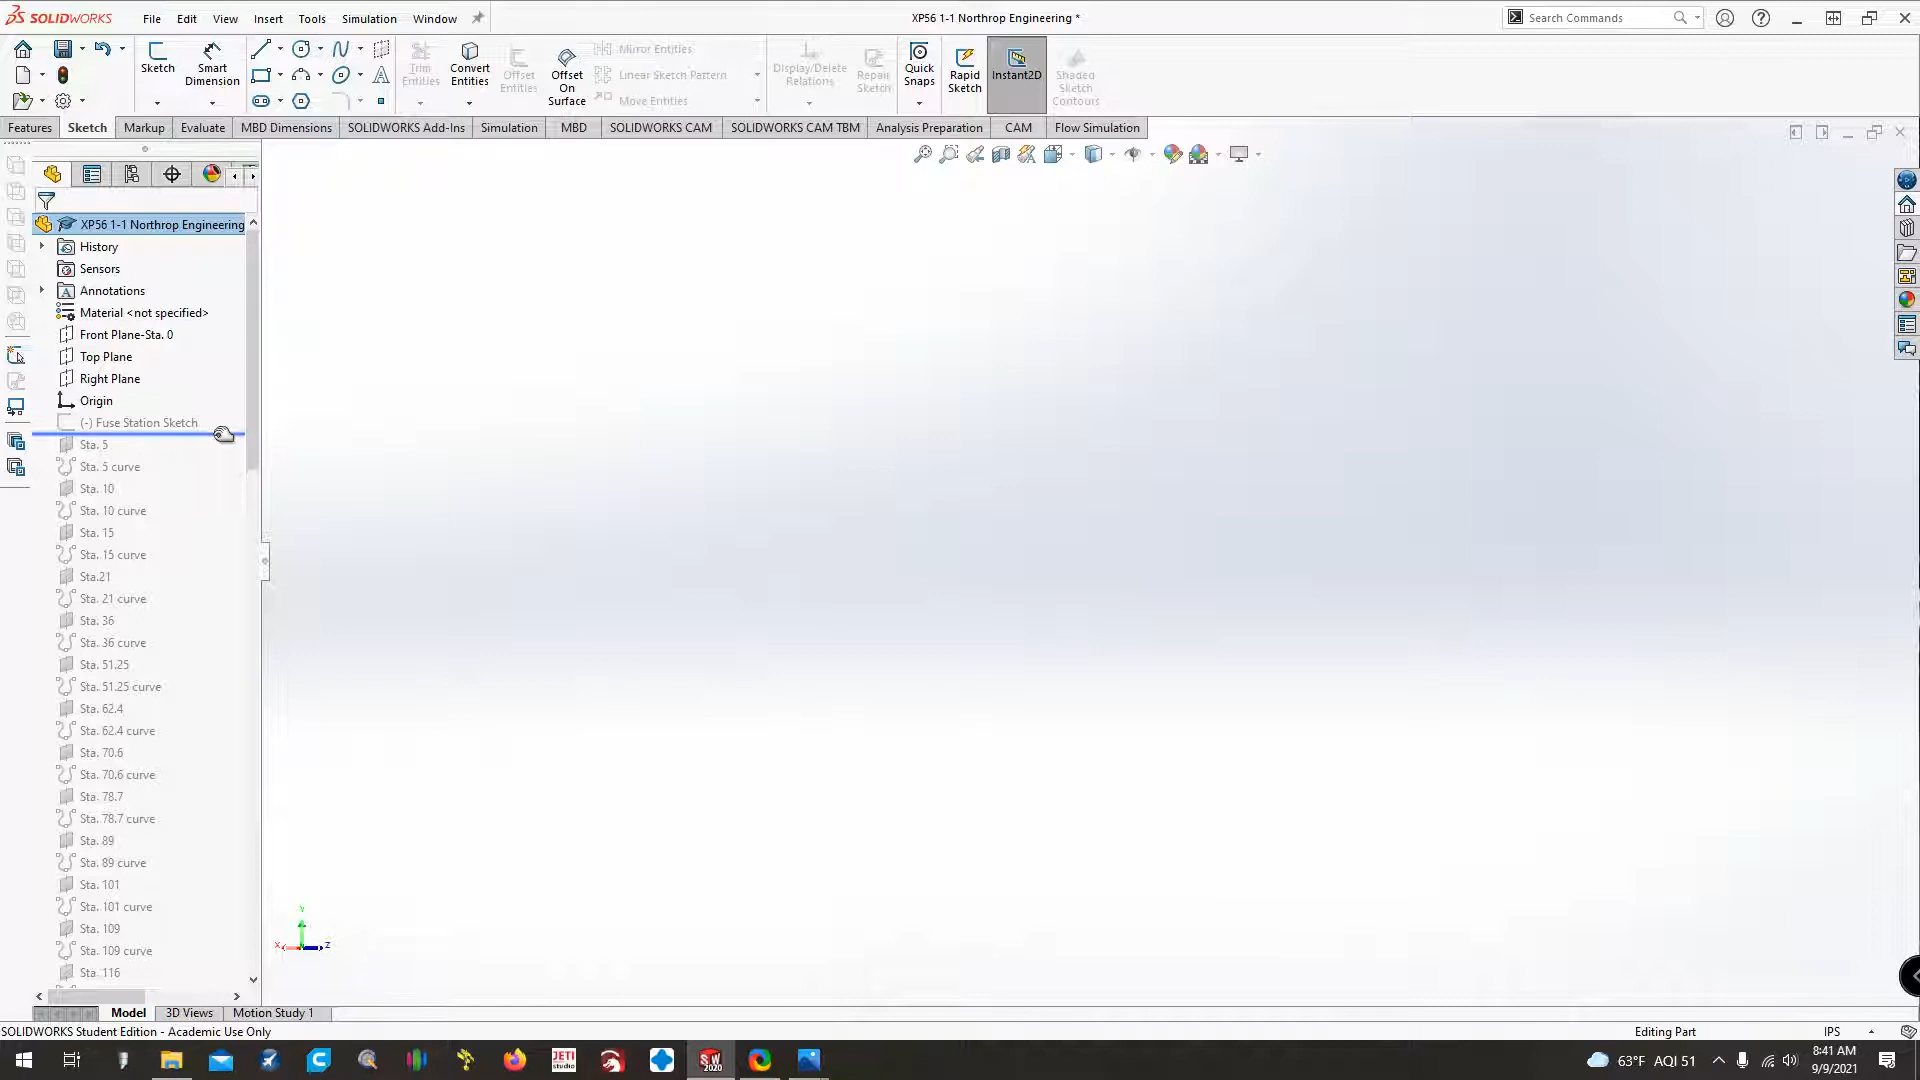 SOLIDWORKS File Edit View Insert Tools Simulation Window XP56 1-1 Northrop Engineering * Search Commands
Sketch
Smart Dimension
Trim Entities
Convert Entities
Offset Entities
Offset On Surface
Mirror Entities
Linear Sketch Pattern
Move Entities
Display/Delete Relations
Repair Sketch
Quick Snaps
Rapid Sketch
Instant2D
Shaded Sketch Contours
Features Sketch Markup Evaluate MBD Dimensions SOLIDWORKS Add-Ins Simulation MBD SOLIDWORKS CAM SOLIDWORKS CAM TBM Analysis Preparation CAM Flow Simulation
XP56 1-1 Northrop Engineering
History
Sensors
Annotations
Material <not specified>
Front Plane-Sta. 0
Top Plane
Right Plane
Origin
(-) Fuse Station Sketch
Sta. 5
Sta. 5 curve
Sta. 10
Sta. 10 curve
Sta. 15
Sta. 15 curve
Sta.21
Sta. 21 curve
Sta. 36
Sta. 36 curve
Sta. 51.25
Sta. 51.25 curve
Sta. 62.4
Sta. 62.4 curve
Sta. 70.6
Sta. 70.6 curve
Sta. 78.7
Sta. 78.7 curve
Sta. 89
Sta. 89 curve
Sta. 101
Sta. 101 curve
Sta. 109
Sta. 109 curve
Sta. 116
Y
X Z
Model 3D Views Motion Study 1
SOLIDWORKS Student Edition - Academic Use Only Editing Part IPS
JETI studio
SW 2020
63°F AQI 51
8:41 AM
9/9/2021